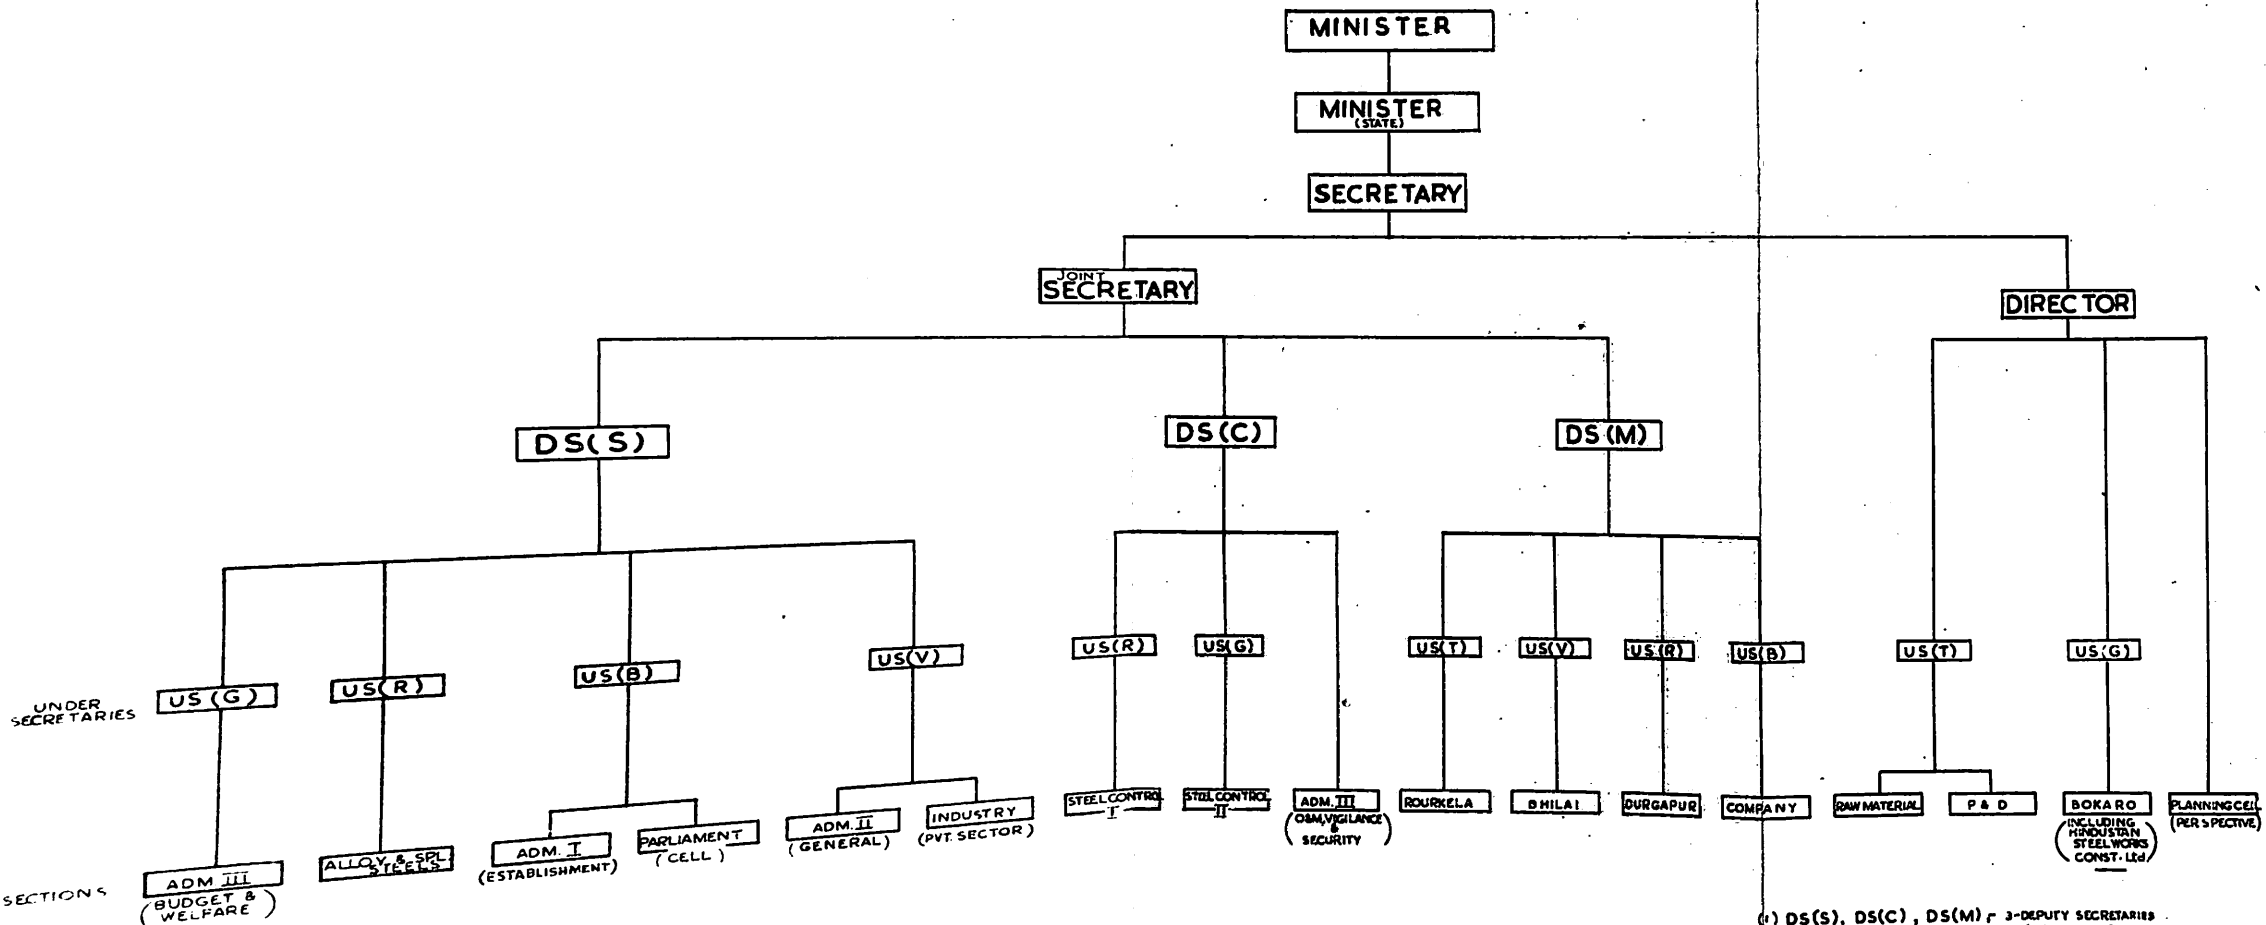 MINISTER
MINISTER
(STATE)
SECRETARY
JOINT
SECRETARY
DIRECTOR
DS(S)
DS(C)
DS(M)
UNDER
SECRETARIES
US(G)
US(R)
US(B)
US(V)
US(R)
US(G)
US(T)
US(V)
US(R)
US(B)
US(T)
US(G)
SECTIONS
ADM III
(BUDGET &
WELFARE)
ALLOY & SPL.
STEELS
ADM. I
(ESTABLISHMENT)
PARLIAMENT
(CELL)
ADM. II
(GENERAL)
INDUSTRY
(PVT. SECTOR)
STEEL CONTROL
I
STEEL CONTROL
II
ADM. III
(O&M, VIGILANCE
&
SECURITY)
ROURKELA
BHILAI
DURGAPUR
COMPANY
RAW MATERIAL
P & D
BOKARO
(INCLUDING
HINDUSTAN
STEEL WORKS
CONST. Ltd)
PLANNING CELL
(PERSPECTIVE)
(1) DS(S), DS(C), DS(M) - 3-DEPUTY SECRETARIES